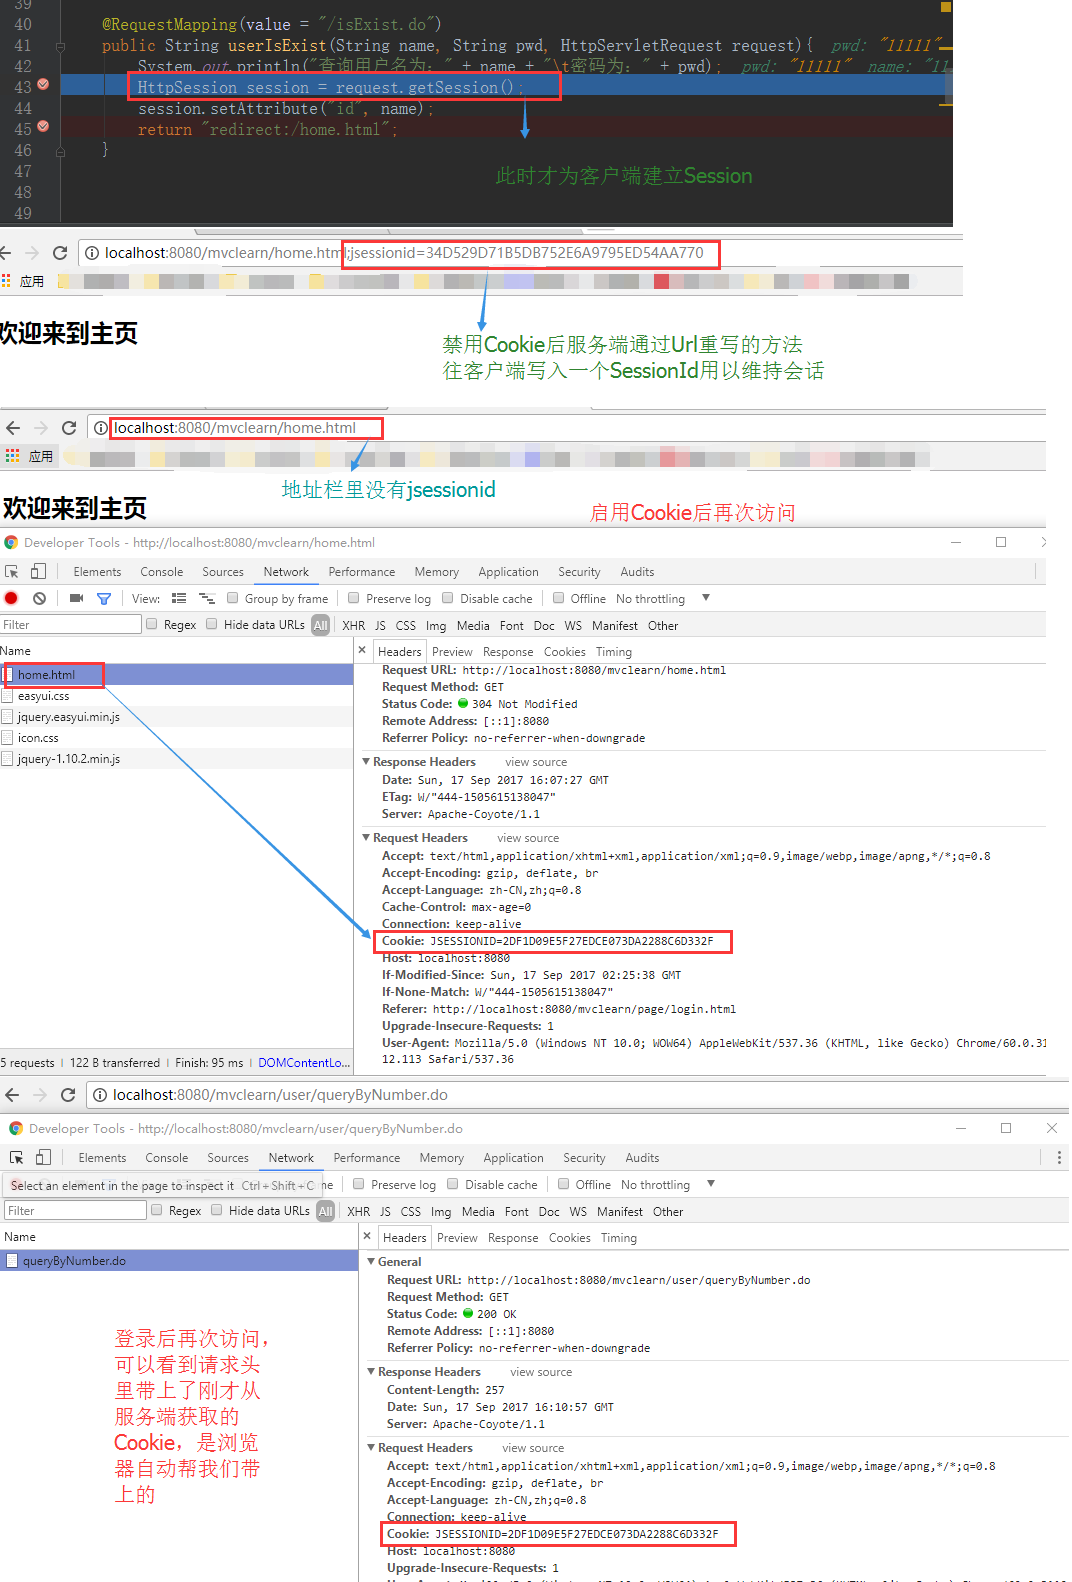 39
40 @RequestMapping(value = "/isExist.do")
41 public String userIsExist(String name, String pwd, HttpServletRequest request){ pwd: "11111"
42 System.out.println("查询用户名为: " + name + "\t密码为: " + pwd); pwd: "11111" name: "11
43 HttpSession session = request.getSession();
44 session.setAttribute("id", name);
45 return "redirect:/home.html";
46 }
47
48
49
此时才为客户端建立Session
localhost:8080/mvclearn/home.html;jsessionid=34D529D71B5DB752E6A9795ED54AA770
应用
欢迎来到主页
禁用Cookie后服务端通过Url重写的方法
往客户端写入一个SessionId用以维持会话
localhost:8080/mvclearn/home.html
应用
地址栏里没有jsessionid
欢迎来到主页
启用Cookie后再次访问
Developer Tools - http://localhost:8080/mvclearn/home.html
Elements Console Sources Network Performance Memory Application Security Audits
View: Group by frame Preserve log Disable cache Offline No throttling
Filter Regex Hide data URLs All XHR JS CSS Img Media Font Doc WS Manifest Other
Name
Headers Preview Response Cookies Timing
home.html
easyui.css
jquery.easyui.min.js
icon.css
jquery-1.10.2.min.js
Request URL: http://localhost:8080/mvclearn/home.html
Request Method: GET
Status Code: 304 Not Modified
Remote Address: [::1]:8080
Referrer Policy: no-referrer-when-downgrade
Response Headers view source
Date: Sun, 17 Sep 2017 16:07:27 GMT
ETag: W/"444-1505615138047"
Server: Apache-Coyote/1.1
Request Headers view source
Accept: text/html,application/xhtml+xml,application/xml;q=0.9,image/webp,image/apng,*/*;q=0.8
Accept-Encoding: gzip, deflate, br
Accept-Language: zh-CN,zh;q=0.8
Cache-Control: max-age=0
Connection: keep-alive
Cookie: JSESSIONID=2DF1D09E5F27EDCE073DA2288C6D332F
Host: localhost:8080
If-Modified-Since: Sun, 17 Sep 2017 02:25:38 GMT
If-None-Match: W/"444-1505615138047"
Referer: http://localhost:8080/mvclearn/page/login.html
Upgrade-Insecure-Requests: 1
User-Agent: Mozilla/5.0 (Windows NT 10.0; WOW64) AppleWebKit/537.36 (KHTML, like Gecko) Chrome/60.0.31
12.113 Safari/537.36
5 requests | 122 B transferred | Finish: 95 ms | DOMContentLo...
localhost:8080/mvclearn/user/queryByNumber.do
Developer Tools - http://localhost:8080/mvclearn/user/queryByNumber.do
Elements Console Sources Network Performance Memory Application Security Audits
Select an element in the page to inspect it Ctrl+Shift+C me Preserve log Disable cache Offline No throttling
Filter Regex Hide data URLs All XHR JS CSS Img Media Font Doc WS Manifest Other
Name
Headers Preview Response Cookies Timing
queryByNumber.do
General
Request URL: http://localhost:8080/mvclearn/user/queryByNumber.do
Request Method: GET
Status Code: 200 OK
Remote Address: [::1]:8080
Referrer Policy: no-referrer-when-downgrade
Response Headers view source
Content-Length: 257
Date: Sun, 17 Sep 2017 16:10:57 GMT
Server: Apache-Coyote/1.1
Request Headers view source
Accept: text/html,application/xhtml+xml,application/xml;q=0.9,image/webp,image/apng,*/*;q=0.8
Accept-Encoding: gzip, deflate, br
Accept-Language: zh-CN,zh;q=0.8
Connection: keep-alive
Cookie: JSESSIONID=2DF1D09E5F27EDCE073DA2288C6D332F
Host: localhost:8080
Upgrade-Insecure-Requests: 1
登录后再次访问，
可以看到请求头
里带上了刚才从
服务端获取的
Cookie，是浏览
器自动帮我们带
上的